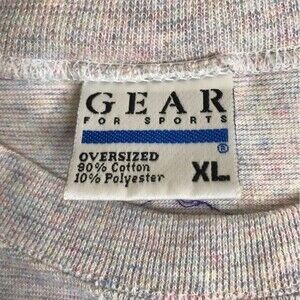 GEAR
FOR SPORTS
®
OVERSIZED
90% Cotton
10% Polyester
XL